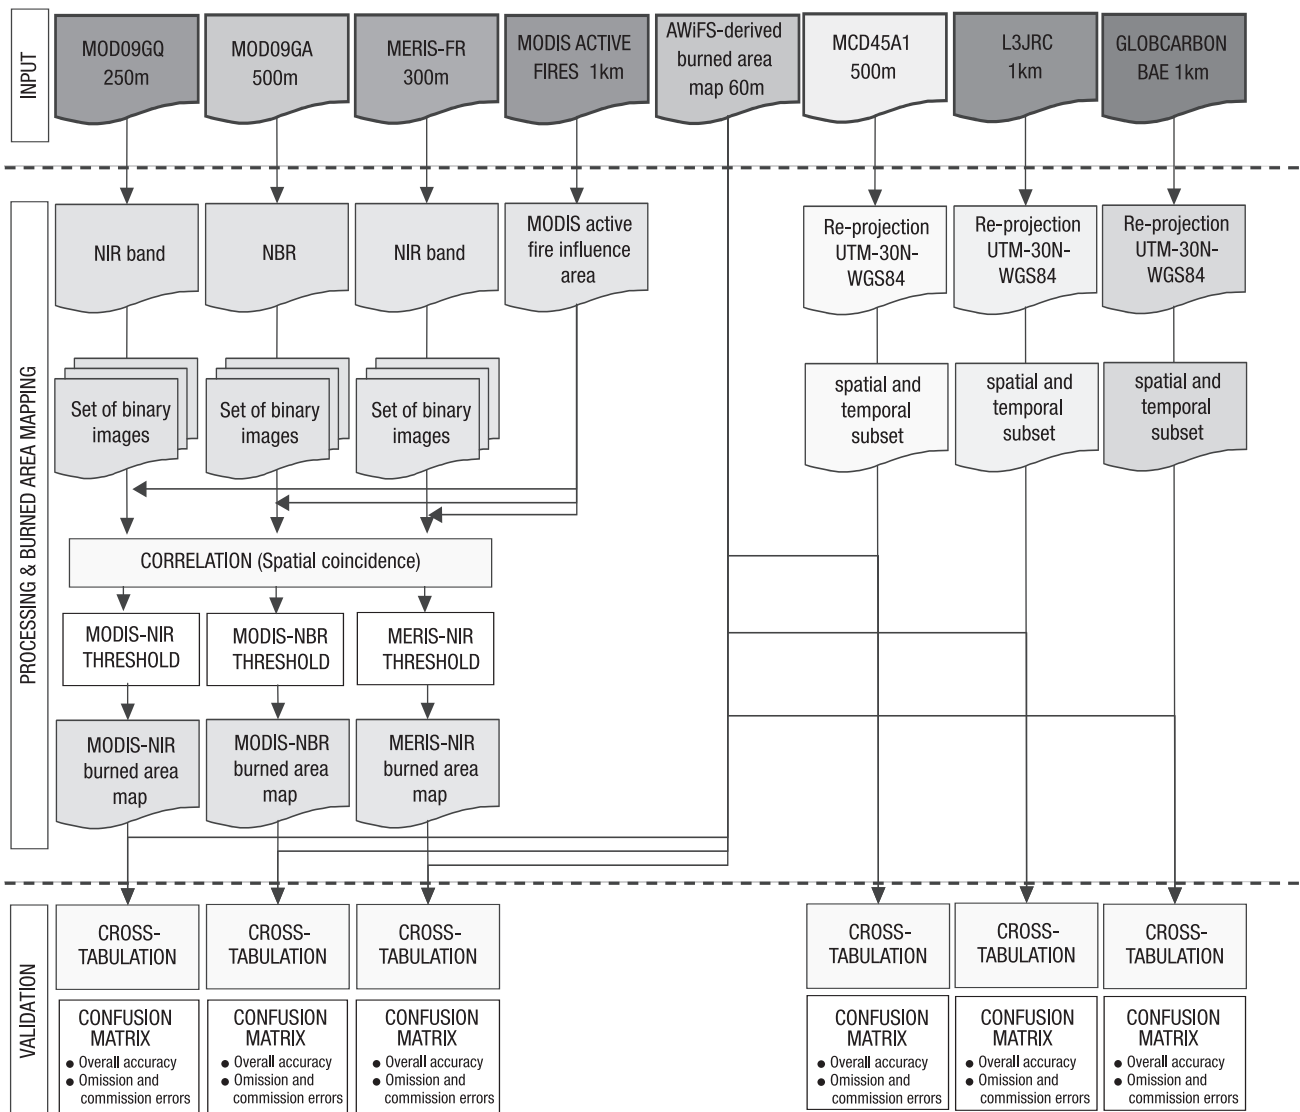 INPUT
MOD09GQ
250m
MOD09GA
500m
MERIS-FR
300m
MODIS ACTIVE
FIRES 1km
AWiFS-derived
burned area
map 60m
MCD45A1
500m
L3JRC
1km
GLOBCARBON
BAE 1km
PROCESSING & BURNED AREA MAPPING
NIR band
NBR
NIR band
MODIS active
fire influence
area
Re-projection
UTM-30N-
WGS84
Re-projection
UTM-30N-
WGS84
Re-projection
UTM-30N-
WGS84
Set of binary
images
Set of binary
images
Set of binary
images
spatial and
temporal
subset
spatial and
temporal
subset
spatial and
temporal
subset
CORRELATION (Spatial coincidence)
MODIS-NIR
THRESHOLD
MODIS-NBR
THRESHOLD
MERIS-NIR
THRESHOLD
MODIS-NIR
burned area
map
MODIS-NBR
burned area
map
MERIS-NIR
burned area
map
VALIDATION
CROSS-
TABULATION
CROSS-
TABULATION
CROSS-
TABULATION
CROSS-
TABULATION
CROSS-
TABULATION
CROSS-
TABULATION
CONFUSION
MATRIX
● Overall accuracy
● Omission and
commission errors
CONFUSION
MATRIX
● Overall accuracy
● Omission and
commission errors
CONFUSION
MATRIX
● Overall accuracy
● Omission and
commission errors
CONFUSION
MATRIX
● Overall accuracy
● Omission and
commission errors
CONFUSION
MATRIX
● Overall accuracy
● Omission and
commission errors
CONFUSION
MATRIX
● Overall accuracy
● Omission and
commission errors